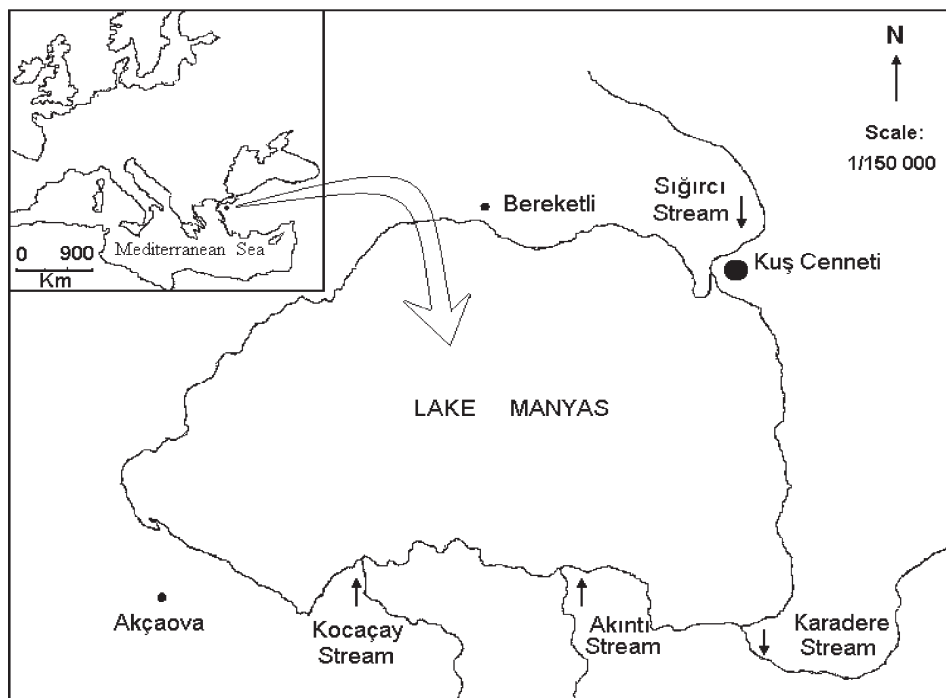 N
Scale:
1/150 000
Sığırcı
Stream
Bereketli
Kuş Cenneti
Mediterranean Sea
0 900
Km
LAKE MANYAS
Akçaova
Kocaçay
Stream
Akıntı
Stream
Karadere
Stream